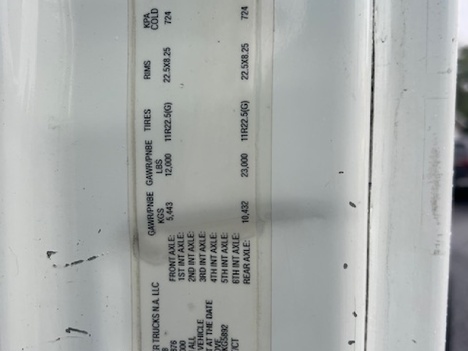 GAWR/PNBE GAWR/PNBE TIRES RIMS KPA
KGS LBS COLD
FRONT AXLE: 5,443 12,000 11R22.5(G) 22.5X8.25 724
1ST INT AXLE:
2ND INT AXLE:
3RD INT AXLE:
4TH INT AXLE:
5TH INT AXLE:
6TH INT AXLE:
REAR AXLE: 10,432 23,000 11R22.5(G) 22.5X8.25 724
TRUCKS N.A. LLC
ALL
VEHICLE
AT THE DATE